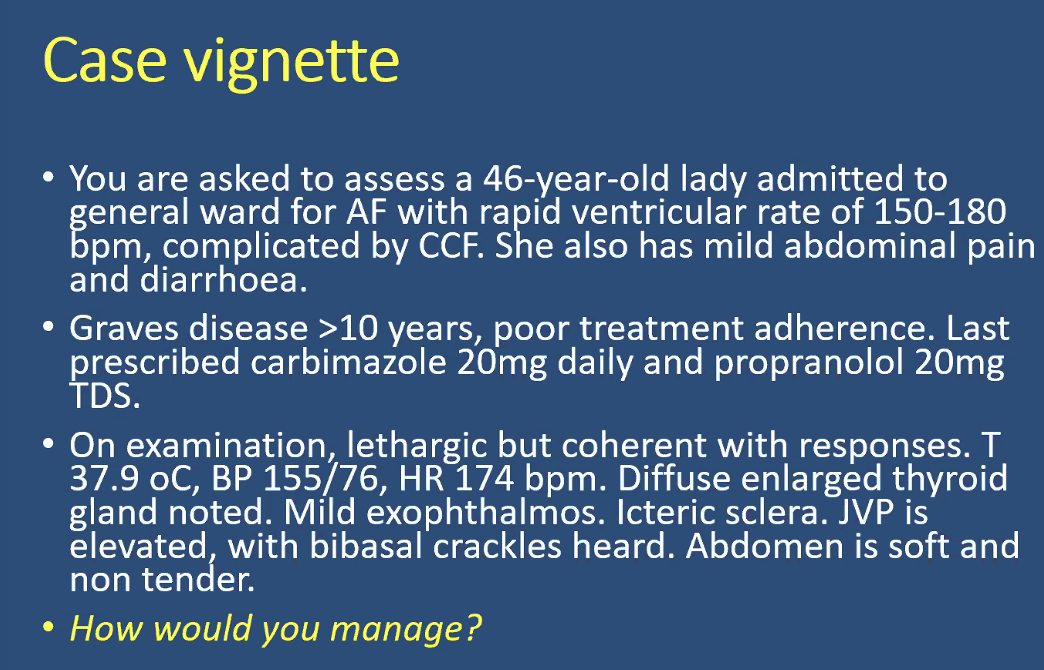 Case vignette
• You are asked to assess a 46-year-old lady admitted to
general ward for AF with rapid ventricular rate of 150-180
bpm, complicated by CCF. She also has mild abdominal pain
and diarrhoea.
• Graves disease >10 years, poor treatment adherence. Last
prescribed carbimazole 20mg daily and propranolol 20mg
TDS.
• On examination, lethargic but coherent with responses. T
37.9 oC, BP 155/76, HR 174 bpm. Diffuse enlarged thyroid
gland noted. Mild exophthalmos. Icteric sclera. JVP is
elevated, with bibasal crackles heard. Abdomen is soft and
non tender.
• How would you manage?